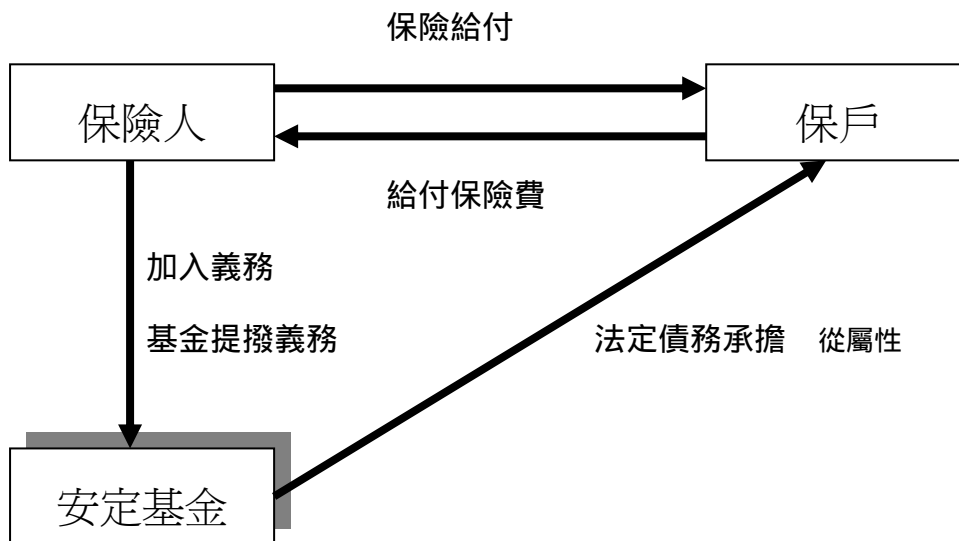 保險給付
保險人
保戶
給付保險費
加入義務
基金提撥義務
法定債務承擔 從屬性
安定基金